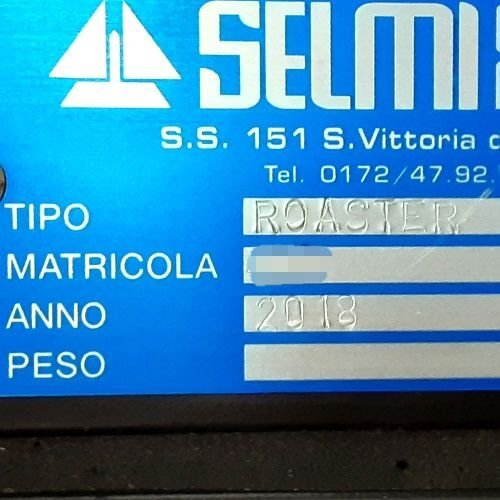 SELMI
S.S. 151 S.Vittoria
Tel. 0172/47.92.
TIPO ROASTER
MATRICOLA
ANNO 2018
PESO